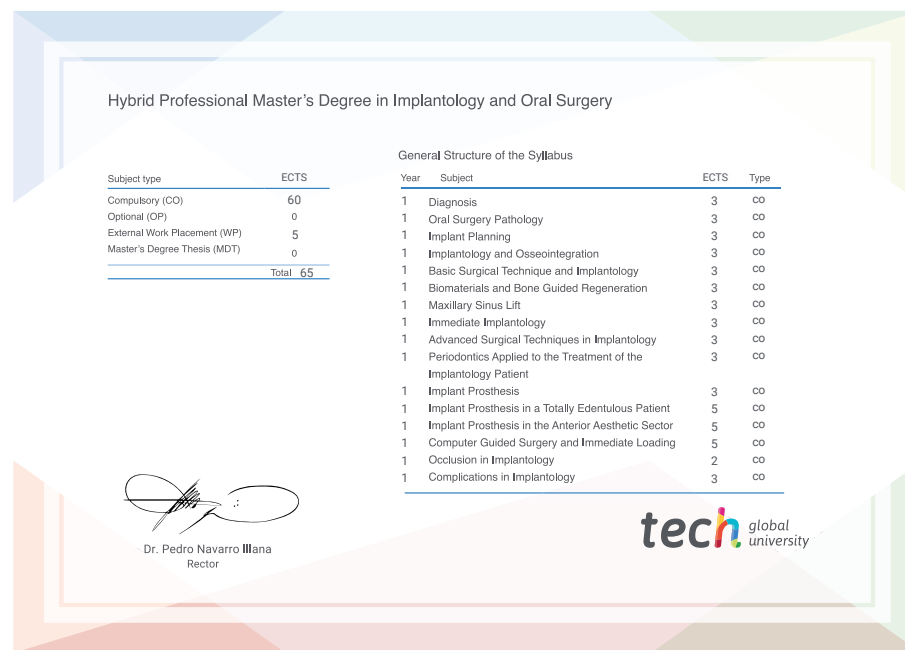 Hybrid Professional Master's Degree in Implantology and Oral Surgery
Subject type ECTS
Compulsory (CO) 60
Optional (OP) 0
External Work Placement (WP) 5
Master's Degree Thesis (MDT) 0
Total 65
General Structure of the Syllabus
Year Subject ECTS Type
1 Diagnosis 3 CO
1 Oral Surgery Pathology 3 CO
1 Implant Planning 3 CO
1 Implantology and Osseointegration 3 CO
1 Basic Surgical Technique and Implantology 3 CO
1 Biomaterials and Bone Guided Regeneration 3 CO
1 Maxillary Sinus Lift 3 CO
1 Immediate Implantology 3 CO
1 Advanced Surgical Techniques in Implantology 3 CO
1 Periodontics Applied to the Treatment of the 3 CO
Implantology Patient
1 Implant Prosthesis 3 CO
1 Implant Prosthesis in a Totally Edentulous Patient 5 CO
1 Implant Prosthesis in the Anterior Aesthetic Sector 5 CO
1 Computer Guided Surgery and Immediate Loading 5 CO
1 Occlusion in Implantology 2 CO
1 Complications in Implantology 3 CO
Dr. Pedro Navarro Illana
Rector
tech global
university